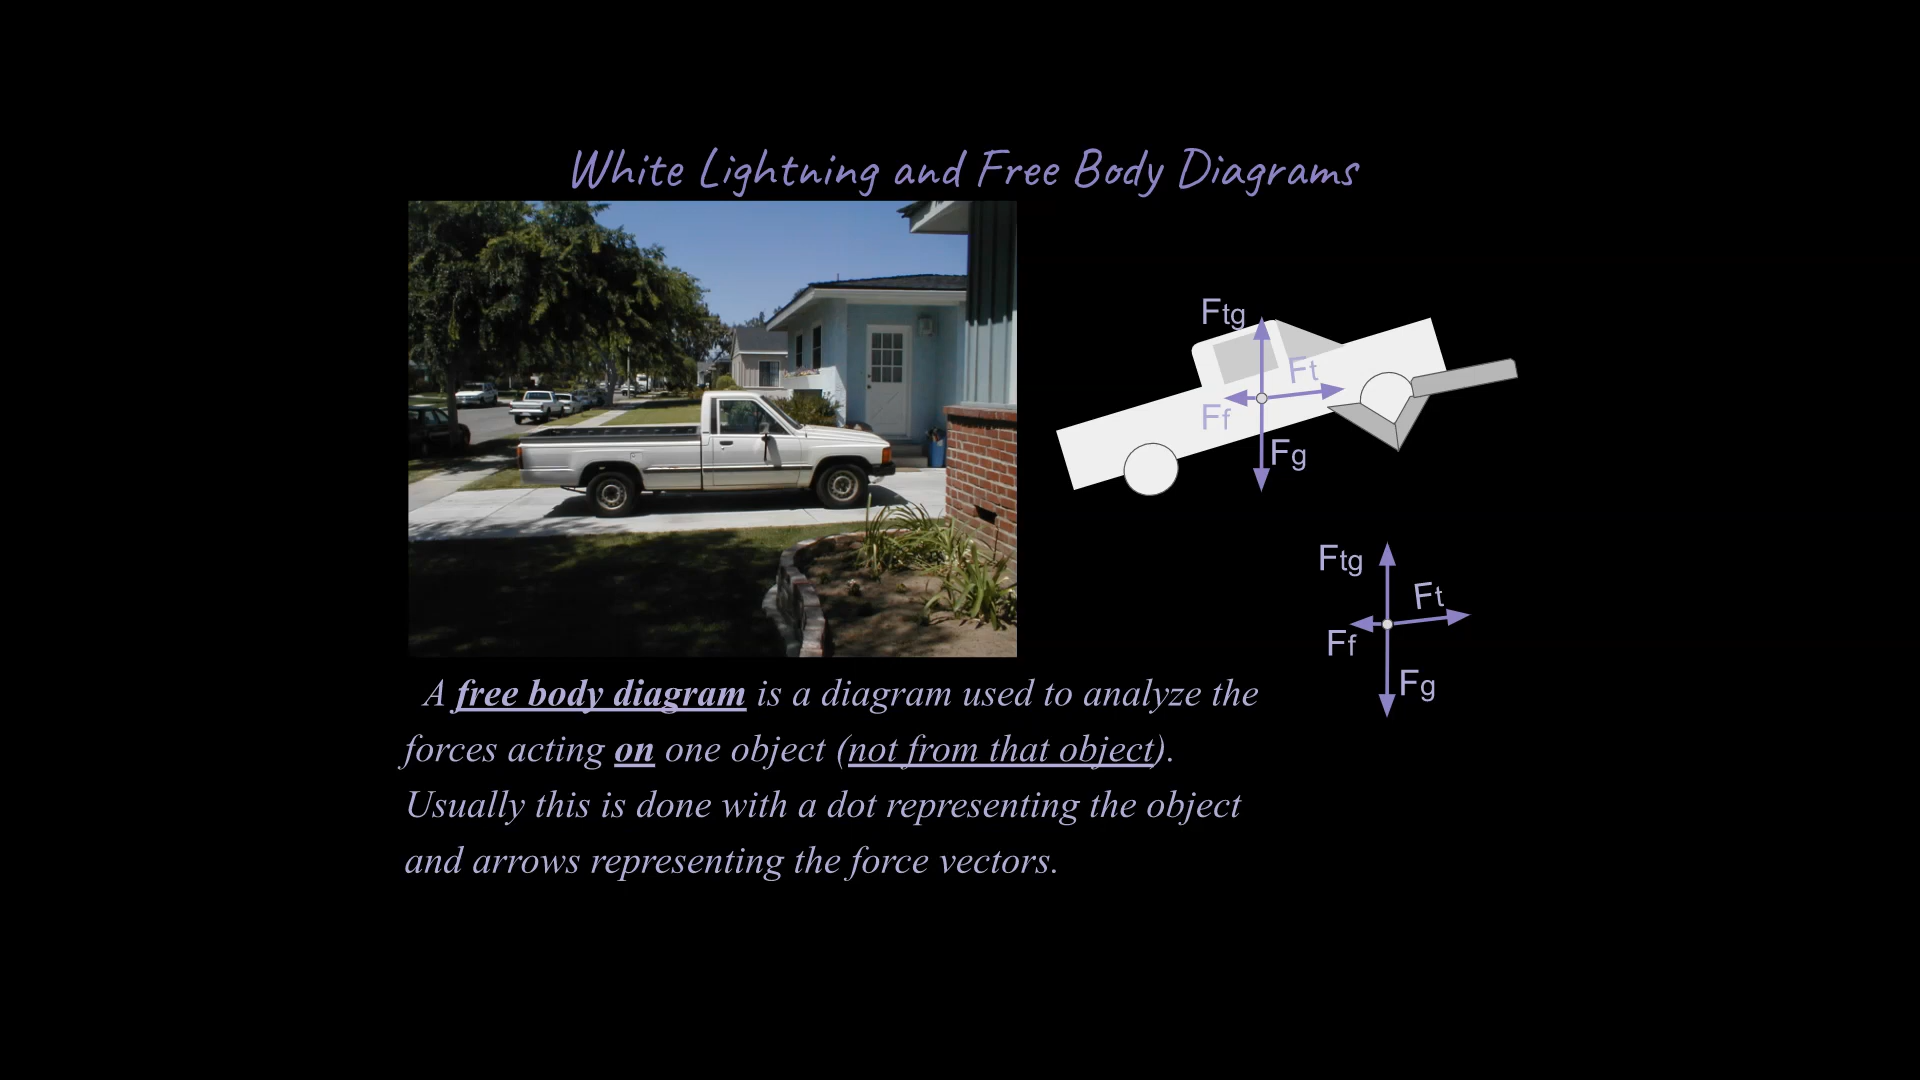 White Lightning and Free Body Diagrams
Ftg
Ft
Ff
Fg
Ftg
Ft
Ff
Fg
A free body diagram is a diagram used to analyze the
forces acting on one object (not from that object).
Usually this is done with a dot representing the object
and arrows representing the force vectors.